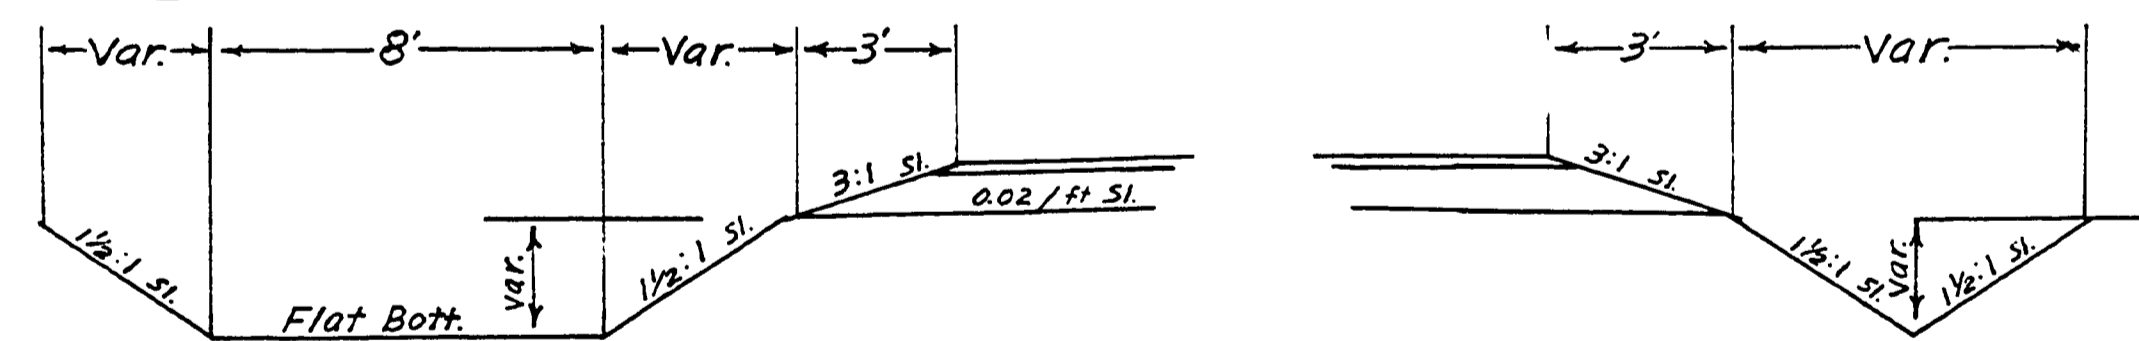 Var.
8'
Var.
3'
3'
Var.
3:1 Sl.
0.02 / ft Sl.
3:1 Sl.
1½:1 Sl.
Flat Bott.
Var.
1½:1 Sl.
1½:1 Sl.
Var.
1½:1 Sl.